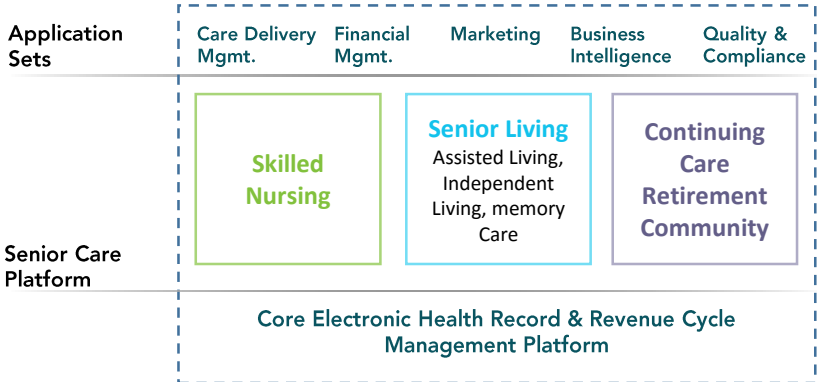 Application
Sets
Care Delivery
Mgmt.
Financial
Mgmt.
Marketing
Business
Intelligence
Quality &
Compliance
Skilled
Nursing
Senior Living
Assisted Living,
Independent
Living, memory
Care
Continuing
Care
Retirement
Community
Senior Care
Platform
Core Electronic Health Record & Revenue Cycle
Management Platform